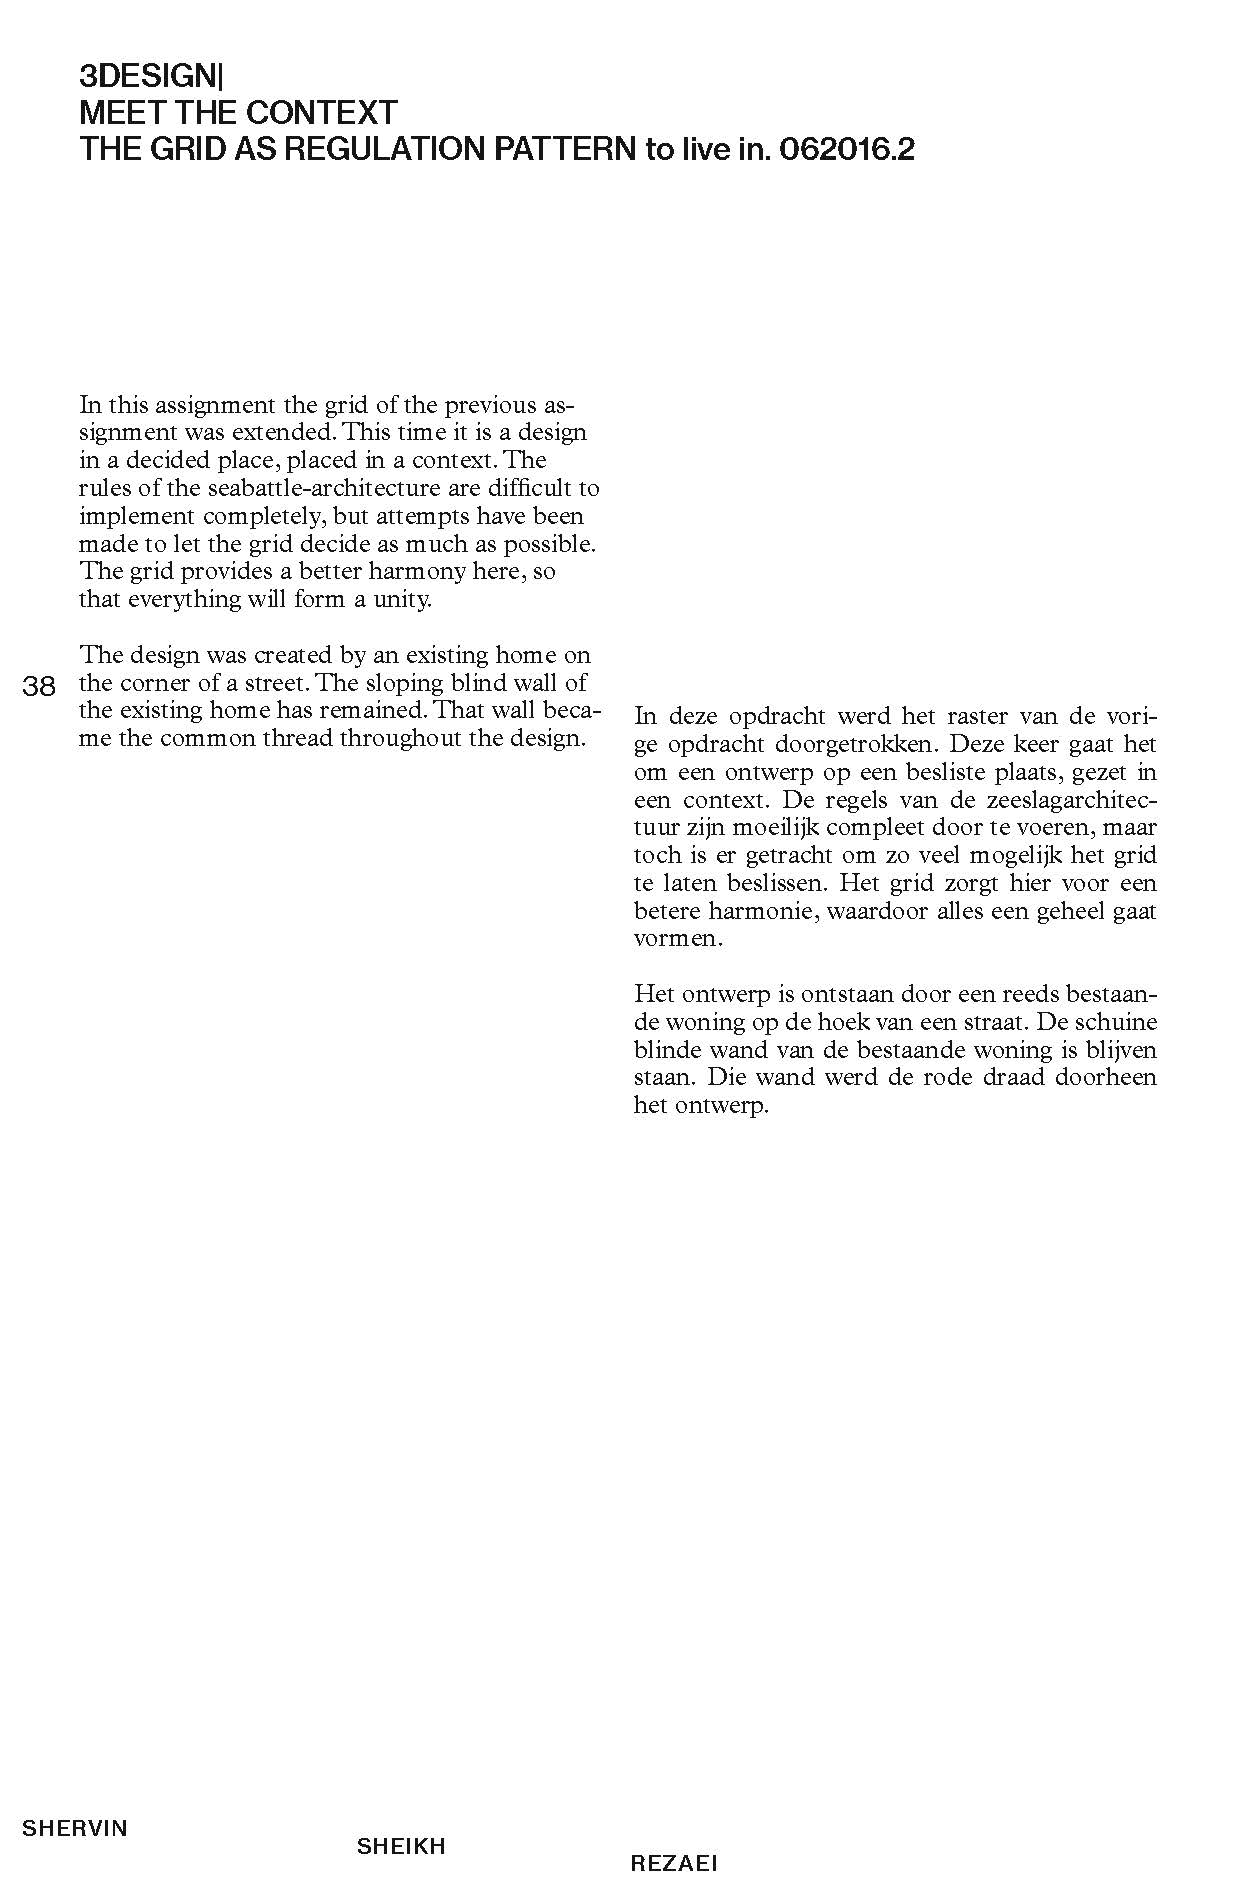 3DESIGN|
MEET THE CONTEXT
THE GRID AS REGULATION PATTERN to live in. 062016.2
In this assignment the grid of the previous as-
signment was extended. This time it is a design
in a decided place, placed in a context. The
rules of the seabattle-architecture are difficult to
implement completely, but attempts have been
made to let the grid decide as much as possible.
The grid provides a better harmony here, so
that everything will form a unity.
The design was created by an existing home on
38
the corner of a street. The sloping blind wall of
the existing home has remained. That wall beca-
me the common thread throughout the design.
In deze opdracht werd het raster van de vori-
ge opdracht doorgetrokken. Deze keer gaat het
om een ontwerp op een besliste plaats, gezet in
een context. De regels van de zeeslagarchitec-
tuur zijn moeilijk compleet door te voeren, maar
toch is er getracht om zo veel mogelijk het grid
te laten beslissen. Het grid zorgt hier voor een
betere harmonie, waardoor alles een geheel gaat
vormen.
Het ontwerp is ontstaan door een reeds bestaan-
de woning op de hoek van een straat. De schuine
blinde wand van de bestaande woning is blijven
staan. Die wand werd de rode draad doorheen
het ontwerp.
SHERVIN
SHEIKH
REZAEI